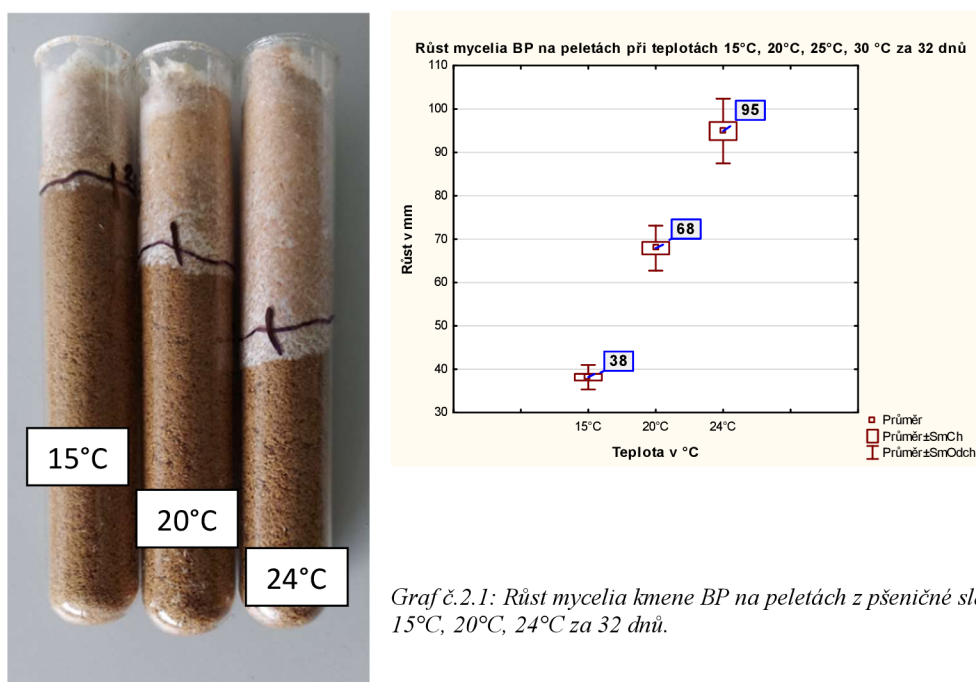 15°C
20°C
24°C
Růst mycelia BP na peletách při teplotách 15°C, 20°C, 25°C, 30 °C za 32 dnů
110
100
90
80
70
60
50
40
30
Růst v mm
95
68
38
15°C 20°C 24°C
Teplota v °C
Průměr
Průměr±SmCh
Průměr±SmOdch
Graf č.2.1: Růst mycelia kmene BP na peletách z pšeničné
15°C, 20°C, 24°C za 32 dnů.